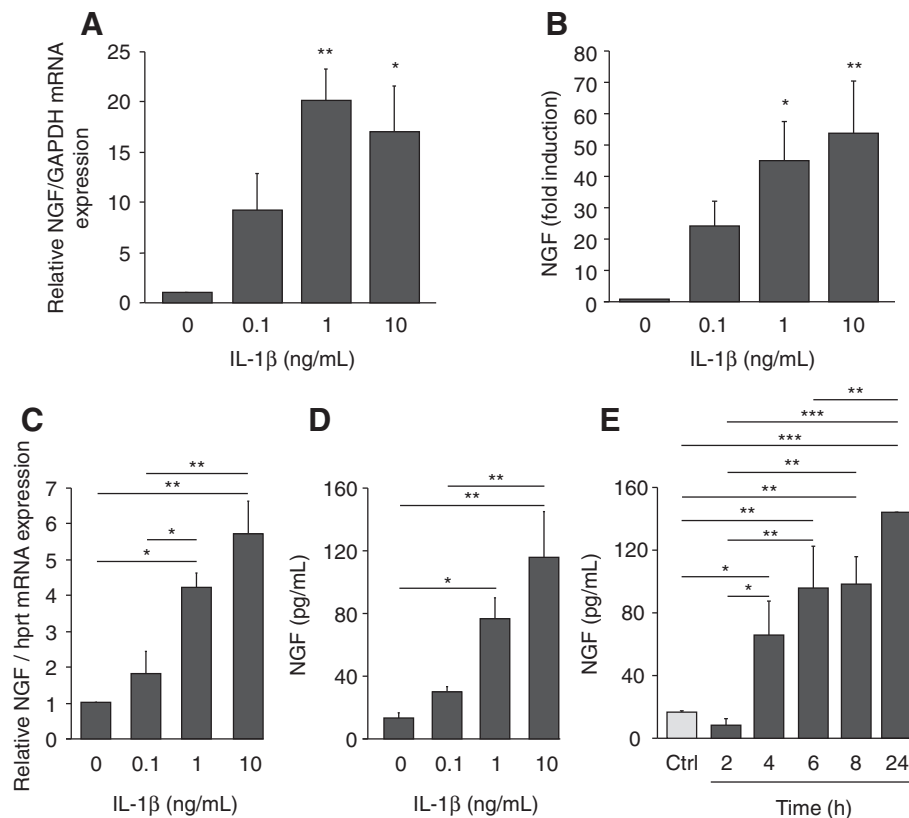 A
Relative NGF/GAPDH mRNA
expression
25
20
15
10
5
0
**
*
0 0.1 1 10
IL-1β (ng/mL)
B
NGF (fold induction)
80
70
60
50
40
30
20
10
0
*
**
0 0.1 1 10
IL-1β (ng/mL)
C
Relative NGF / hprt mRNA expression
7
6
5
4
3
2
1
0
**
**
*
*
0 0.1 1 10
IL-1β (ng/mL)
D
NGF (pg/mL)
160
120
80
40
0
**
**
*
0 0.1 1 10
IL-1β (ng/mL)
E
NGF (pg/mL)
160
120
80
40
0
**
***
***
**
**
**
**
*
*
Ctrl 2 4 6 8 24
Time (h)